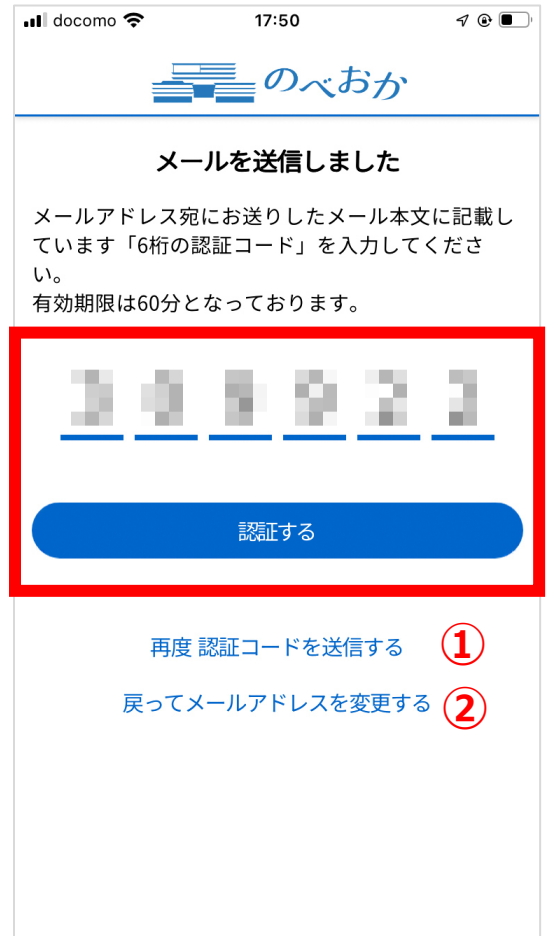 docomo 17:50
のべおか
メールを送信しました
メールアドレス宛にお送りしたメール本文に記載し
ています「6桁の認証コード」を入力してくださ
い。
有効期限は60分となっております。
認証する
再度 認証コードを送信する ①
戻ってメールアドレスを変更する ②